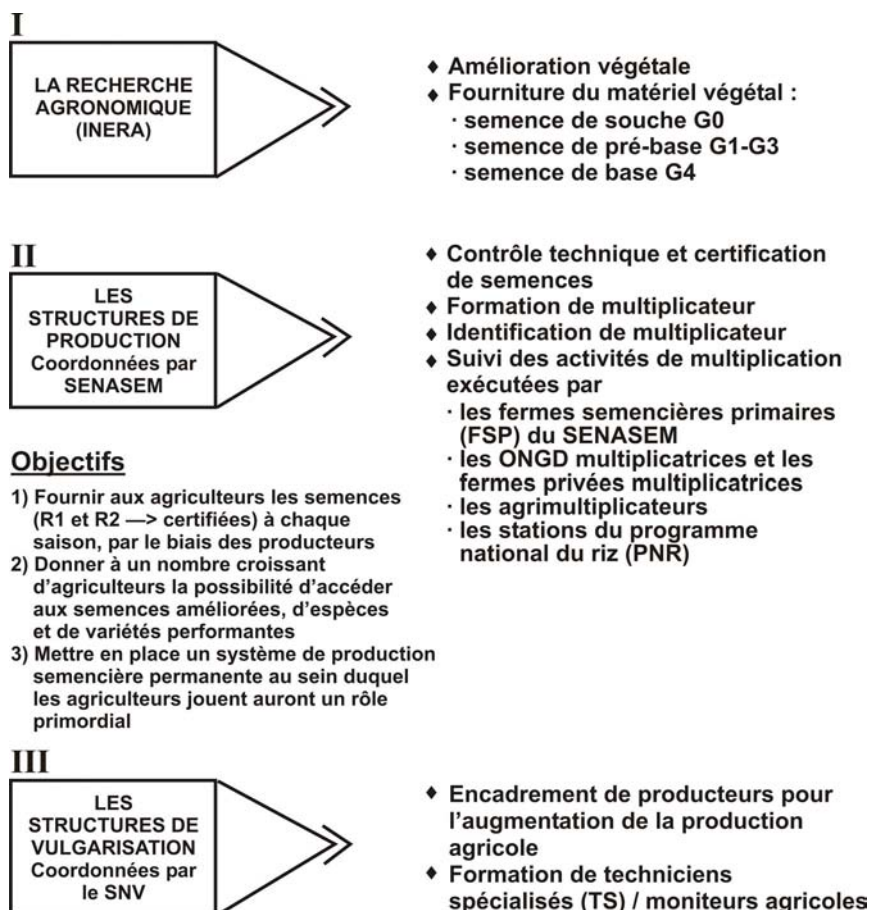 I
LA RECHERCHE
AGRONOMIQUE
(INERA)
♦ Amélioration végétale
♦ Fourniture du matériel végétal :
· semence de souche G0
· semence de pré-base G1-G3
· semence de base G4
II
LES
STRUCTURES DE
PRODUCTION
Coordonnées par
SENASEM
♦ Contrôle technique et certification
de semences
♦ Formation de multiplicateur
♦ Identification de multiplicateur
♦ Suivi des activités de multiplication
exécutées par
· les fermes semencières primaires
(FSP) du SENASEM
· les ONGD multiplicatrices et les
fermes privées multiplicatrices
· les agrimultiplicateurs
· les stations du programme
national du riz (PNR)
Objectifs
1) Fournir aux agriculteurs les semences
(R1 et R2 —> certifiées) à chaque
saison, par le biais des producteurs
2) Donner à un nombre croissant
d'agriculteurs la possibilité d'accéder
aux semences améliorées, d'espèces
et de variétés performantes
3) Mettre en place un système de production
semencière permanente au sein duquel
les agriculteurs jouent auront un rôle
primordial
III
LES
STRUCTURES DE
VULGARISATION
Coordonnées par
le SNV
♦ Encadrement de producteurs pour
l'augmentation de la production
agricole
♦ Formation de techniciens
spécialisés (TS) / moniteurs agricoles